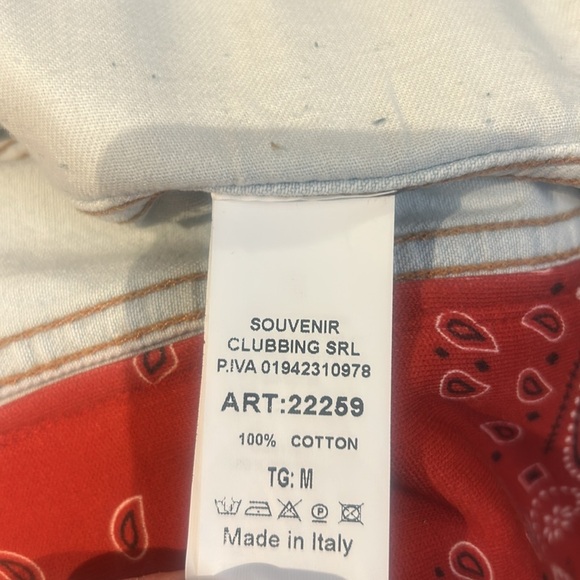 SOUVENIR
CLUBBING SRL
P.IVA 01942310978
ART:22259
100% COTTON
TG: M
Made in Italy